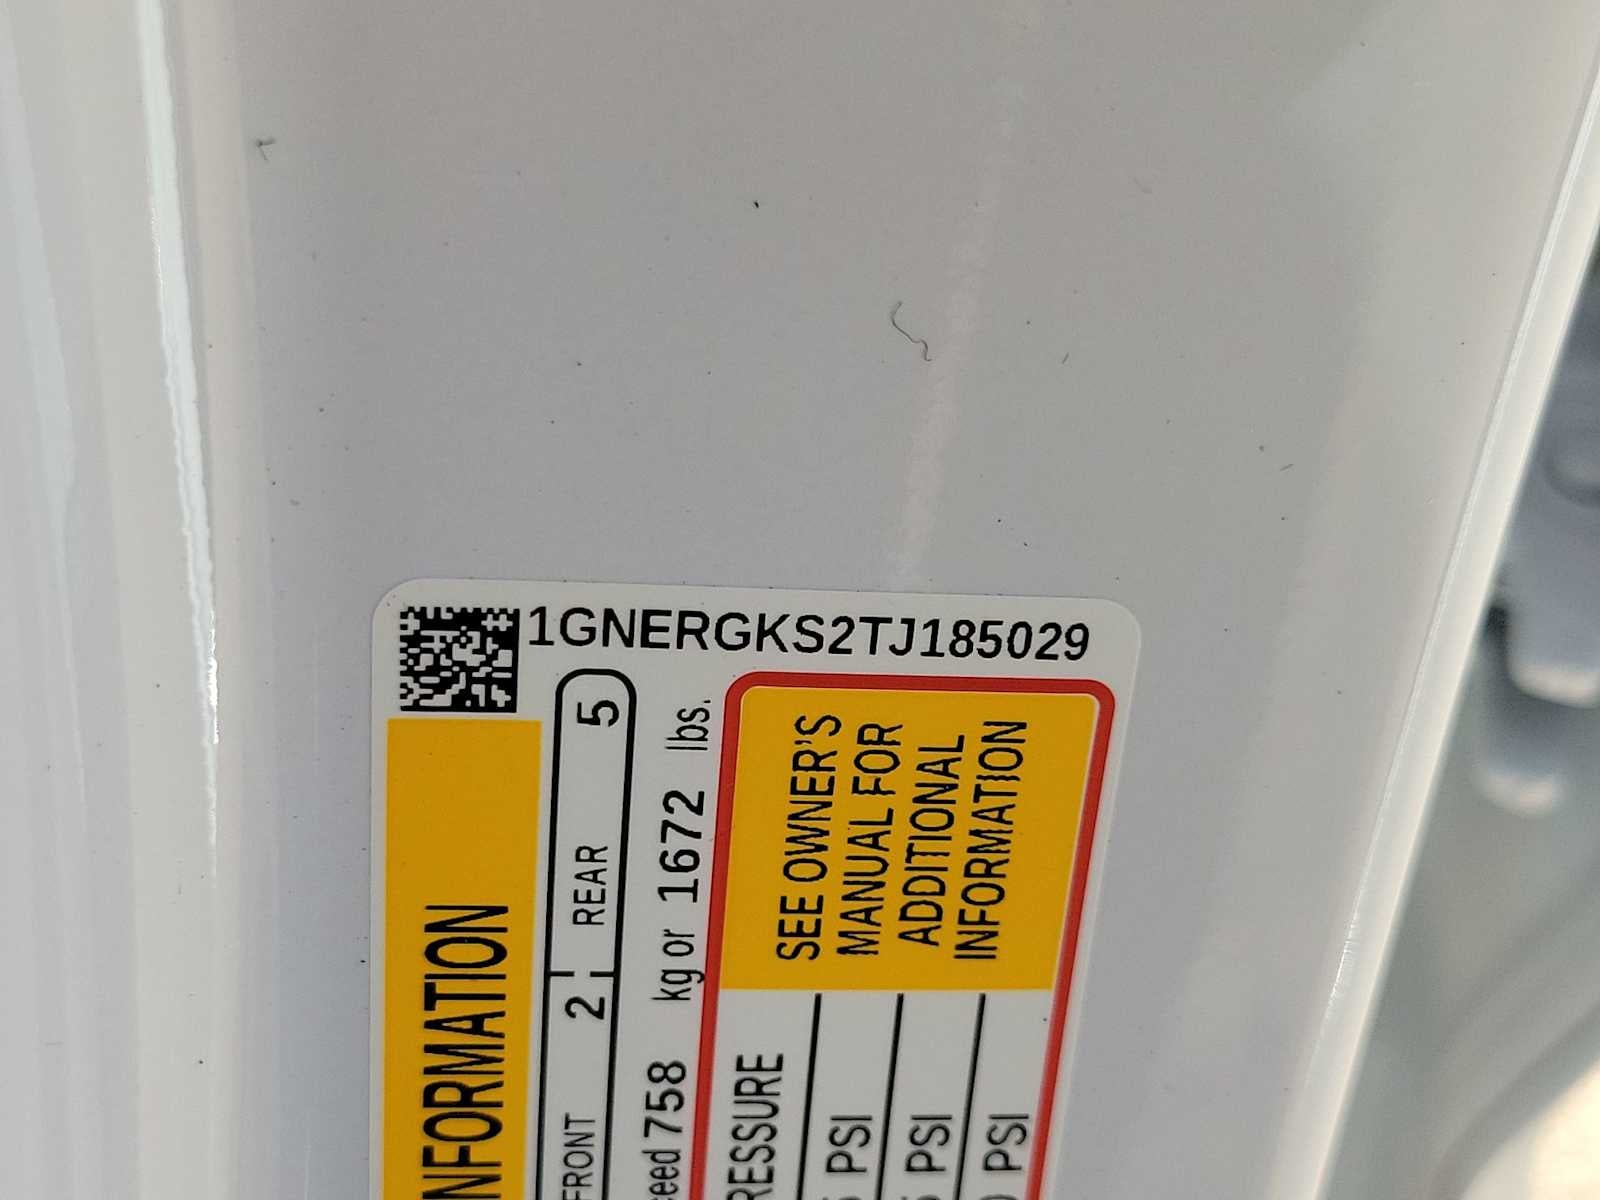 1GNERGKS2TJ185029
INFORMATION
FRONT 2 REAR 5
758 kg or 1672 lbs.
SEE OWNER'S
MANUAL FOR
ADDITIONAL
INFORMATION
PSI
PSI
PSI